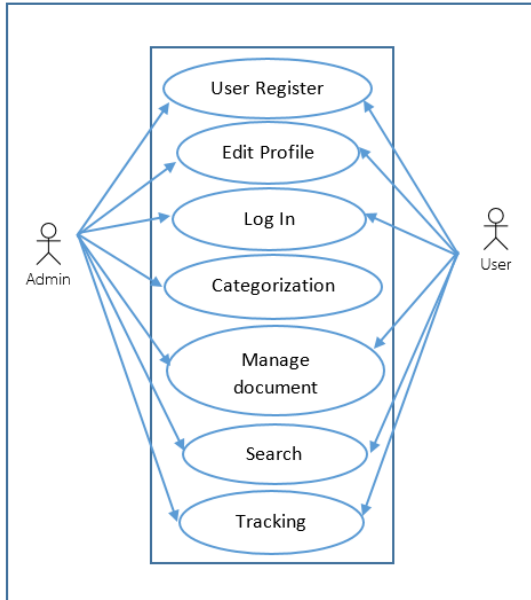 User Register
Edit Profile
Log In
Admin
User
Categorization
Manage
document
Search
Tracking